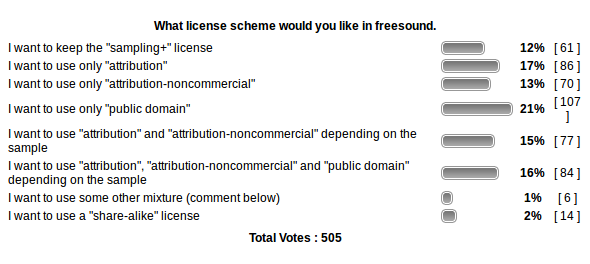 What license scheme would you like in freesound.
I want to keep the "sampling+" license 12% [ 61 ]
I want to use only "attribution" 17% [ 86 ]
I want to use only "attribution-noncommercial" 13% [ 70 ]
I want to use only "public domain" 21% [ 107 ]
I want to use "attribution" and "attribution-noncommercial" depending on the
sample 15% [ 77 ]
I want to use "attribution", "attribution-noncommercial" and "public domain"
depending on the sample 16% [ 84 ]
I want to use some other mixture (comment below) 1% [ 6 ]
I want to use a "share-alike" license 2% [ 14 ]
Total Votes : 505